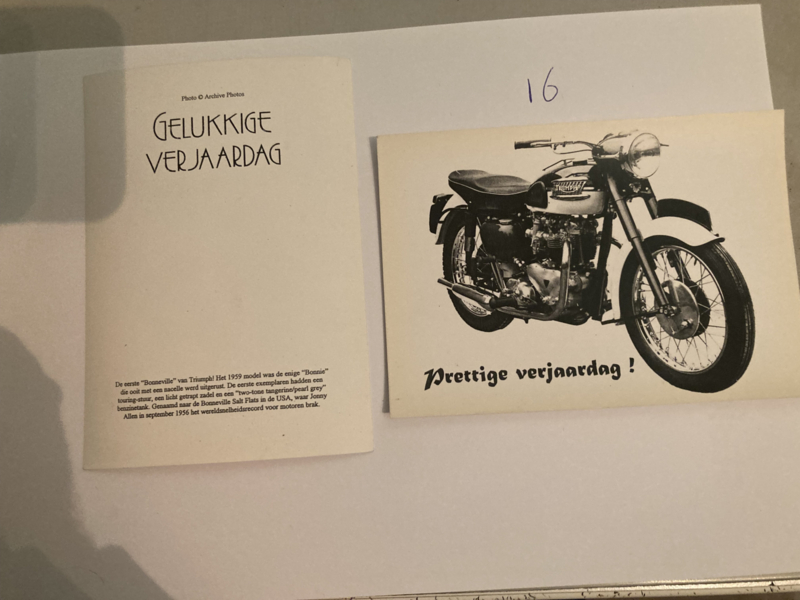 Photo © Archive Photos
GELUKKIGE
VERJAARDAG
De eerste "Bonneville" van Triumph! Het 1959 model was de enige "Bonnie"
die ooit met een nacelle werd uitgerust. De eerste exemplaren hadden een
touring-stuur, een licht getrapt zadel en een "two-tone tangerine/pearl grey"
benzinetank. Genaamd naar de Bonneville Salt Flats in de USA, waar Jonny
Allen in september 1956 het wereldsnelheidsrecord voor motoren brak.
16
TRIUMPH
Prettige verjaardag !